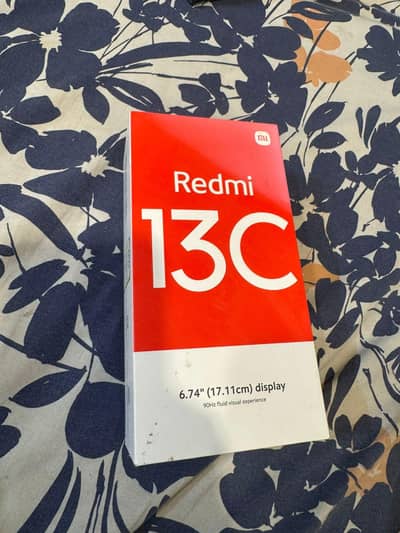 mi
Redmi
13C
6.74" (17.11cm) display
90Hz fluid visual experience